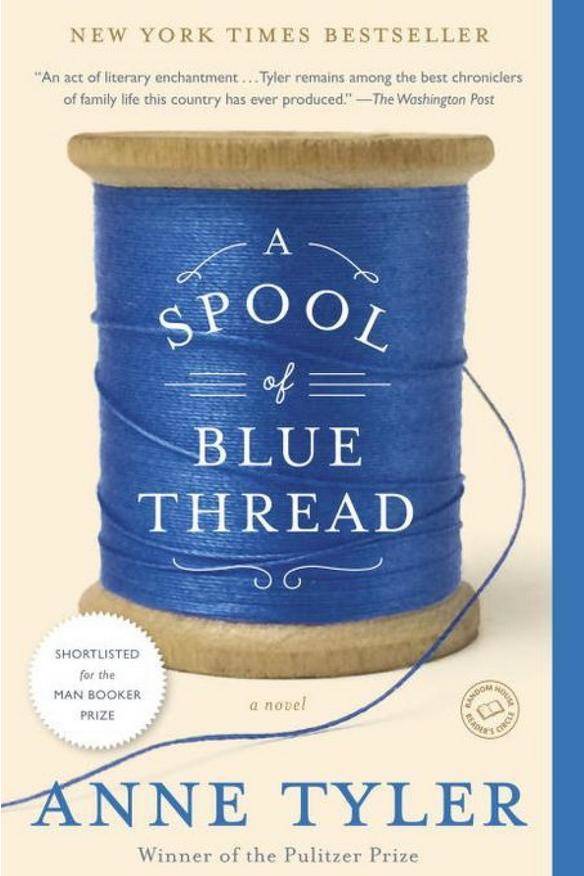 NEW YORK TIMES BESTSELLER
“An act of literary enchantment . . . Tyler remains among the best chroniclers
of family life this country has ever produced.” —The Washington Post
A
SPOOL
of
BLUE
THREAD
SHORTLISTED
for the
MAN BOOKER
PRIZE
a novel
RANDOM HOUSE
READER'S CIRCLE
ANNE TYLER
Winner of the Pulitzer Prize